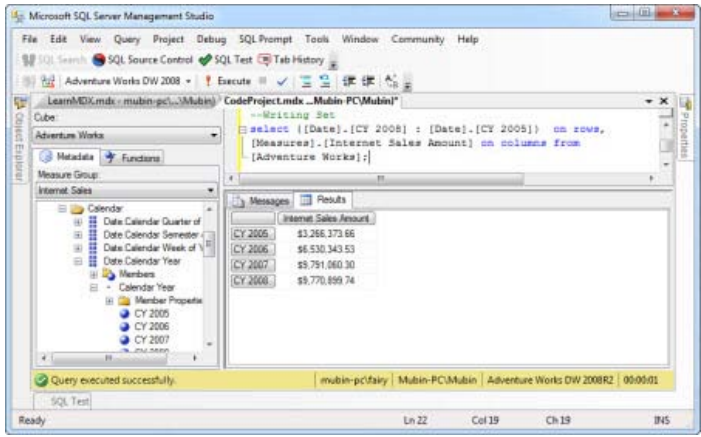 Microsoft SQL Server Management Studio
File Edit View Query Project Debug SQL Prompt Tools Window Community Help
SQL Search SQL Source Control SQL Test Tab History
Adventure Works DW 2008 Execute
LearnMDX.mdx - mubin-pc\...\Mubin) CodeProject.mdx ...Mubin-PC\Mubin)*
Cube:
Adventure Works
Metadata Functions
Measure Group:
Internet Sales
Calendar
Date.Calendar Quarter of
Date.Calendar Semester
Date.Calendar Week of Y
Date.Calendar Year
Members
Calendar Year
Member Propertie
CY 2005
CY 2006
CY 2007
CY 2008
--Writing Set
select ([Date].[CY 2008] : [Date].[CY 2005]) on rows,
[Measures].[Internet Sales Amount] on columns from
[Adventure Works];
Messages Results
Internet Sales Amount
CY 2005 $3,266,373.66
CY 2006 $6,530,343.53
CY 2007 $9,791,060.30
CY 2008 $9,770,899.74
Object Explorer
Properties
Query executed successfully. mubin-pc\fairy Mubin-PC\Mubin Adventure Works DW 2008R2 00:00:01
SQL Test
Ready Ln 22 Col 19 Ch 19 INS